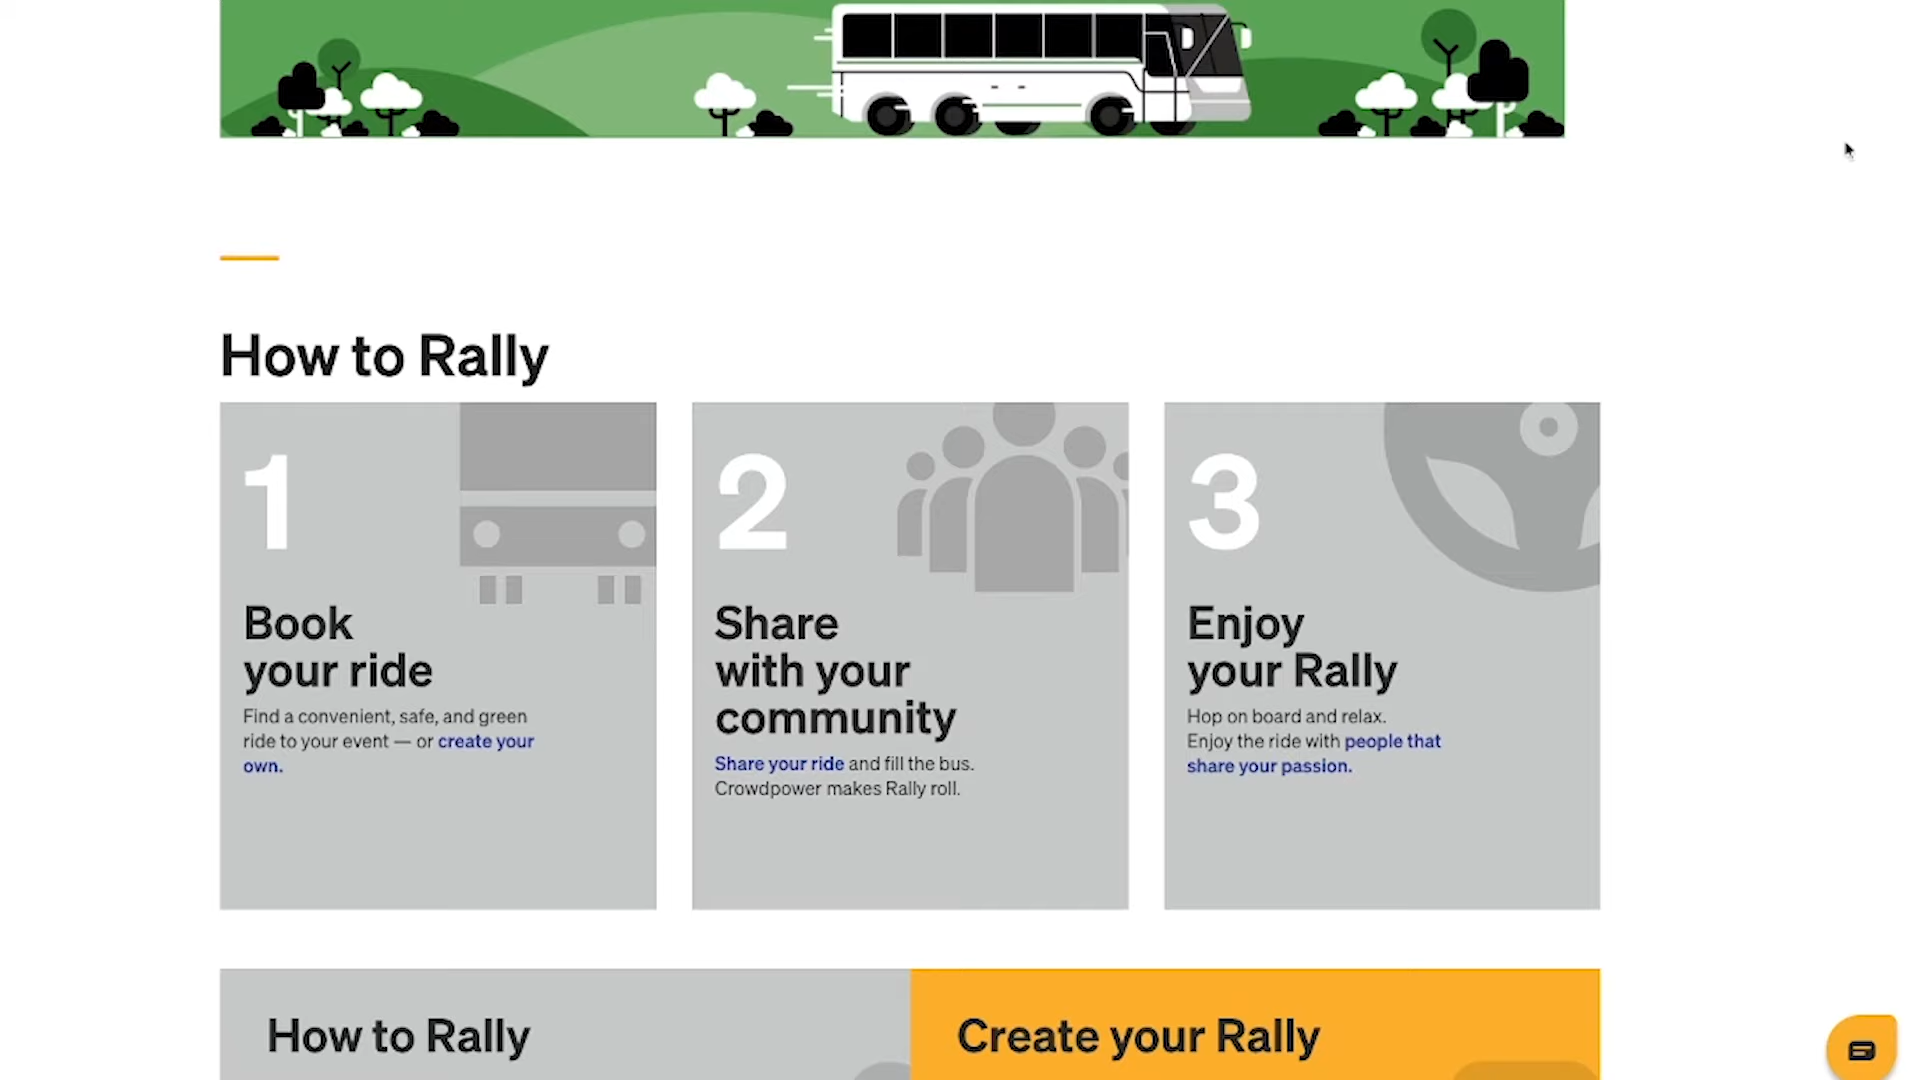 How to Rally
1
Book
your ride
Find a convenient, safe, and green
ride to your event — or create your
own.
2
Share
with your
community
Share your ride and fill the bus.
Crowdpower makes Rally roll.
3
Enjoy
your Rally
Hop on board and relax.
Enjoy the ride with people that
share your passion.
How to Rally
Create your Rally